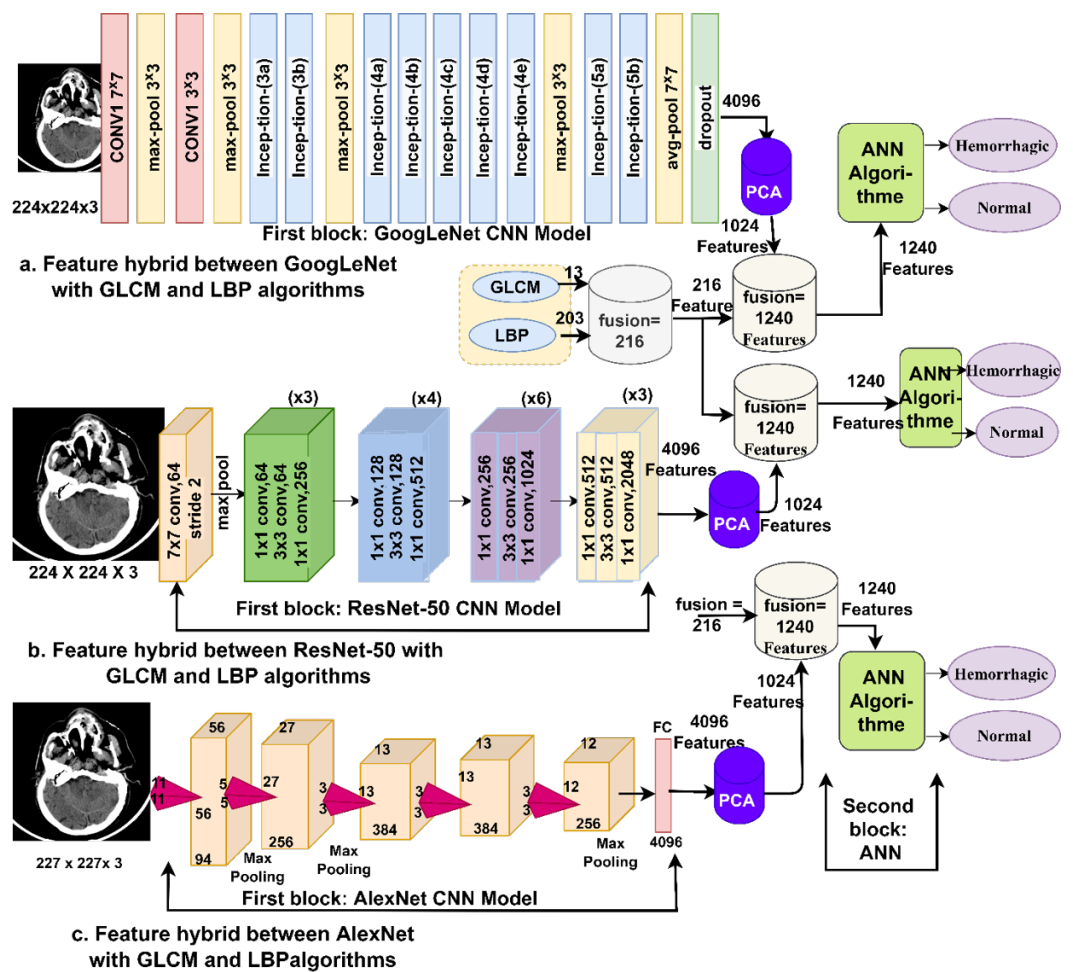 CONV1 7×7
max-pool 3×3
CONV1 3×3
max-pool 3×3
Incep-tion-(3a)
Incep-tion-(3b)
max-pool 3×3
Incep-tion-(4a)
Incep-tion-(4b)
Incep-tion-(4c)
Incep-tion-(4d)
Incep-tion-(4e)
max-pool 3×3
Incep-tion-(5a)
Incep-tion-(5b)
avg-pool 7×7
dropout
224x224x3
First block: GoogLeNet CNN Model
4096
PCA
1024
Features
ANN
Algori-
thme
Hemorrhagic
Normal
1240
Features
a. Feature hybrid between GoogLeNet
with GLCM and LBP algorithms
GLCM
13
LBP
203
fusion=
216
216
Feature
fusion=
1240
Features
fusion=
1240
Features
1240
Features
ANN
Algori-
thme
Hemorrhagic
Normal
224 X 224 X 3
7x7 conv,64
stride 2
max pool
(x3)
1x1 conv,64
3x3 conv,64
1x1 conv,256
(x4)
1x1 conv.128
3x3 conv,128
1x1 conv,512
(x6)
1x1 conv,256
3x3 conv.256
1x1 conv,1024
(x3)
1x1 conv,512
3x3 conv,512
1x1 conv,2048
4096
Features
PCA
1024
Features
First block: ResNet-50 CNN Model
b. Feature hybrid between ResNet-50 with
GLCM and LBP algorithms
fusion =
216
fusion=
1240
Features
1240
Features
1024
Features
ANN
Algori-
thme
Hemorrhagic
Normal
227 x 227x 3
11
11
56
56
94
5
5
Max
Pooling
27
27
256
3
3
Max
Pooling
13
13
384
3
3
13
13
384
3
3
12
12
256
Max
Pooling
FC
4096
4096
Features
PCA
First block: AlexNet CNN Model
Second
block:
ANN
c. Feature hybrid between AlexNet
with GLCM and LBPalgorithms